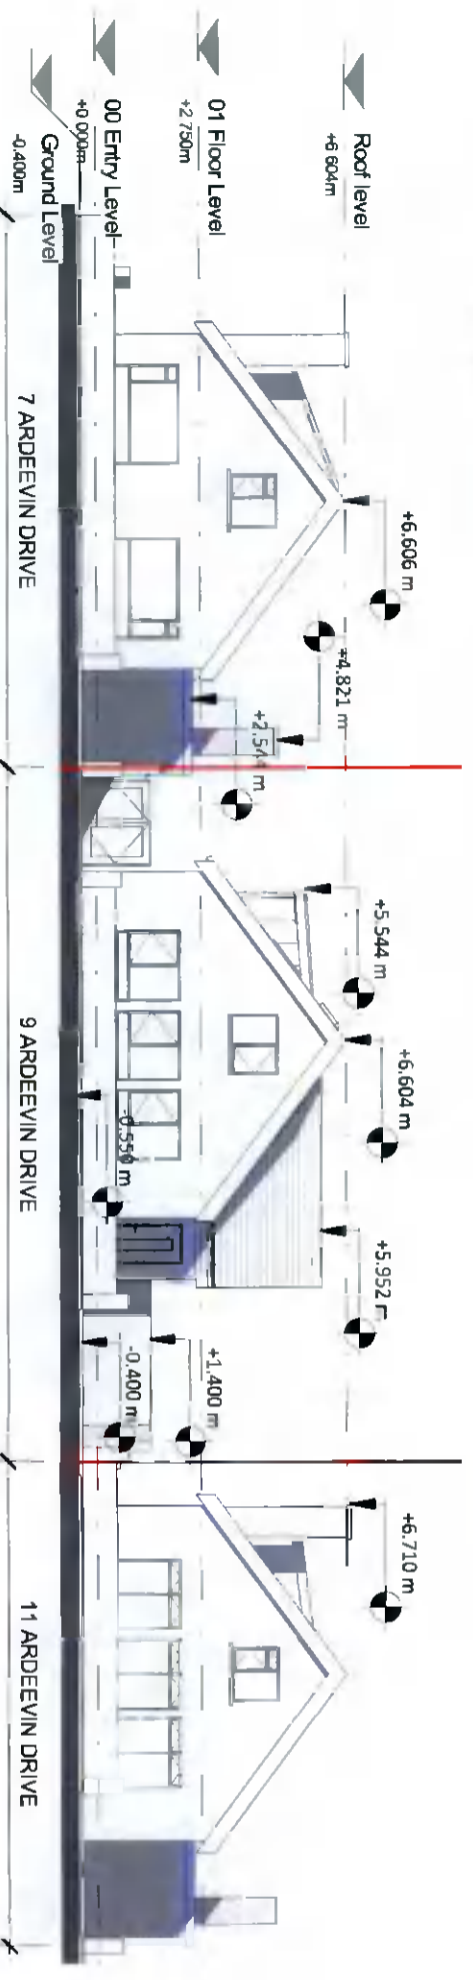 Roof level
+6 604m
01 Floor Level
+2 750m
00 Entry Level
+0 000m
Ground Level
-0.400m
+6.606 m
+4.821 m
+5.544 m
+6.604 m
-0.550 m
+5.952 m
+1.400 m
-0.400 m
+6.710 m
7 ARDEEVIN DRIVE
9 ARDEEVIN DRIVE
11 ARDEEVIN DRIVE